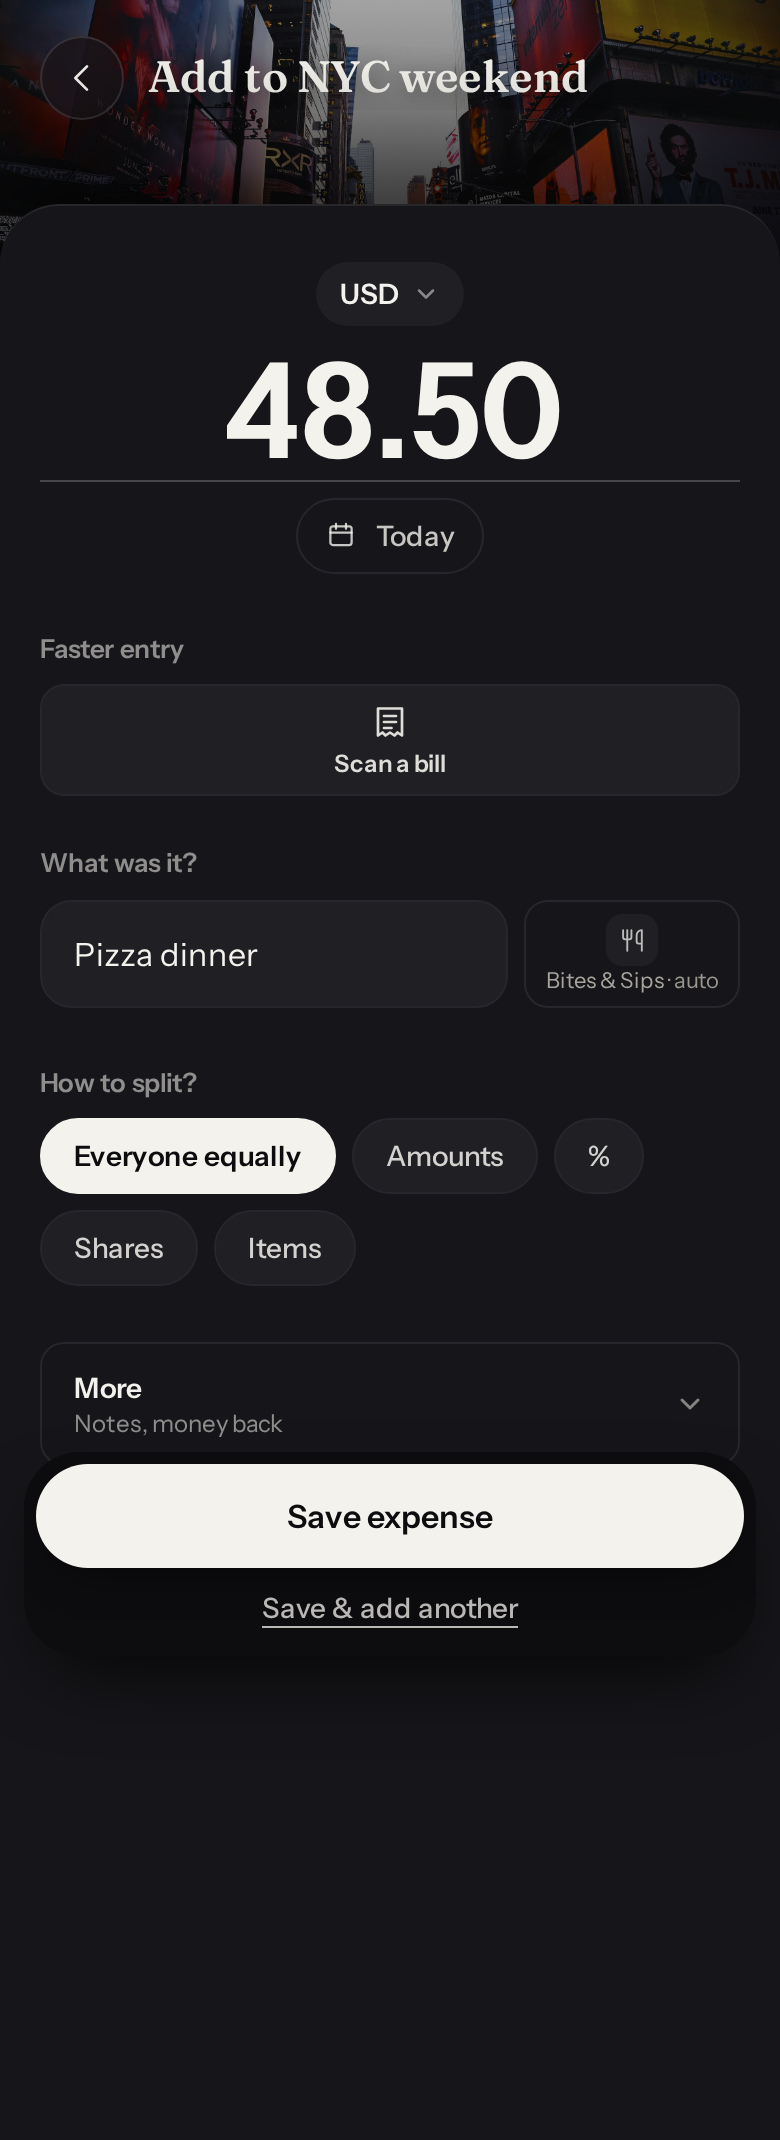 Add to NYC weekend
RXR
T.J.M
USD
48.50
Today
Faster entry
Scan a bill
What was it?
Pizza dinner
Bites & Sips · auto
How to split?
Everyone equally
Amounts
%
Shares
Items
More
Notes, money back
Save expense
Save & add another